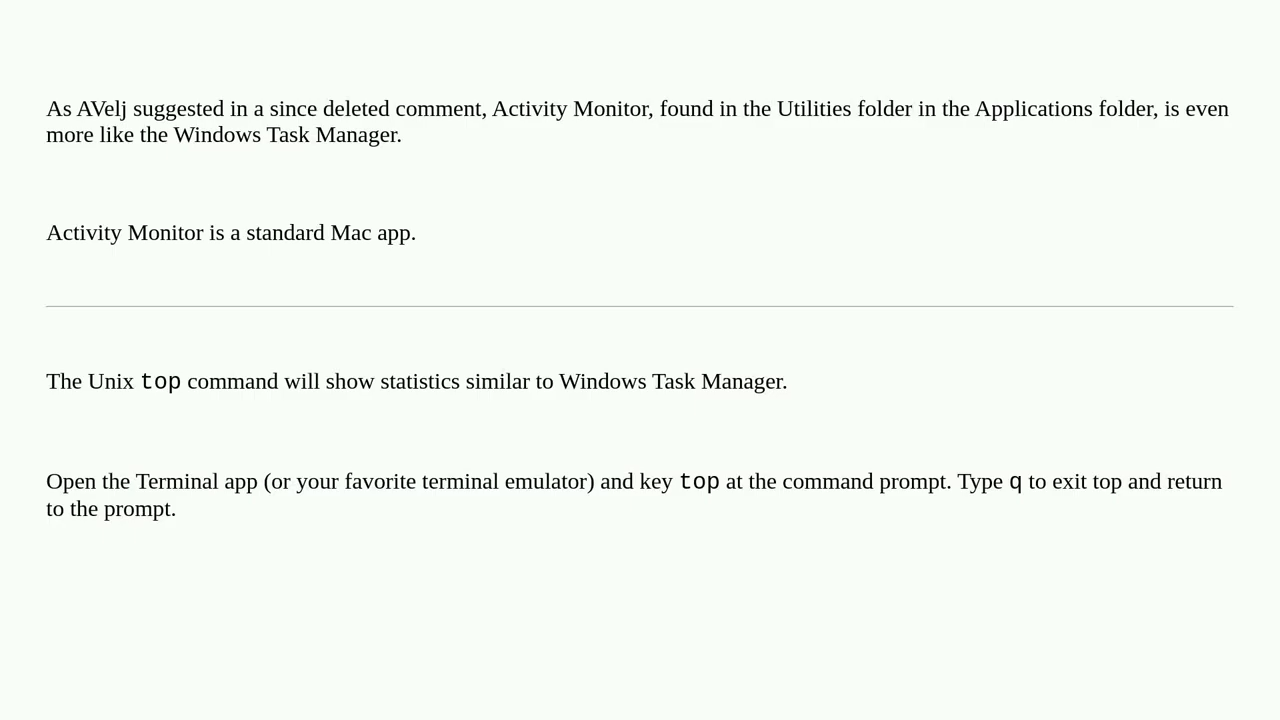 As AVelj suggested in a since deleted comment, Activity Monitor, found in the Utilities folder in the Applications folder, is even
more like the Windows Task Manager.
Activity Monitor is a standard Mac app.
The Unix top command will show statistics similar to Windows Task Manager.
Open the Terminal app (or your favorite terminal emulator) and key top at the command prompt. Type q to exit top and return
to the prompt.